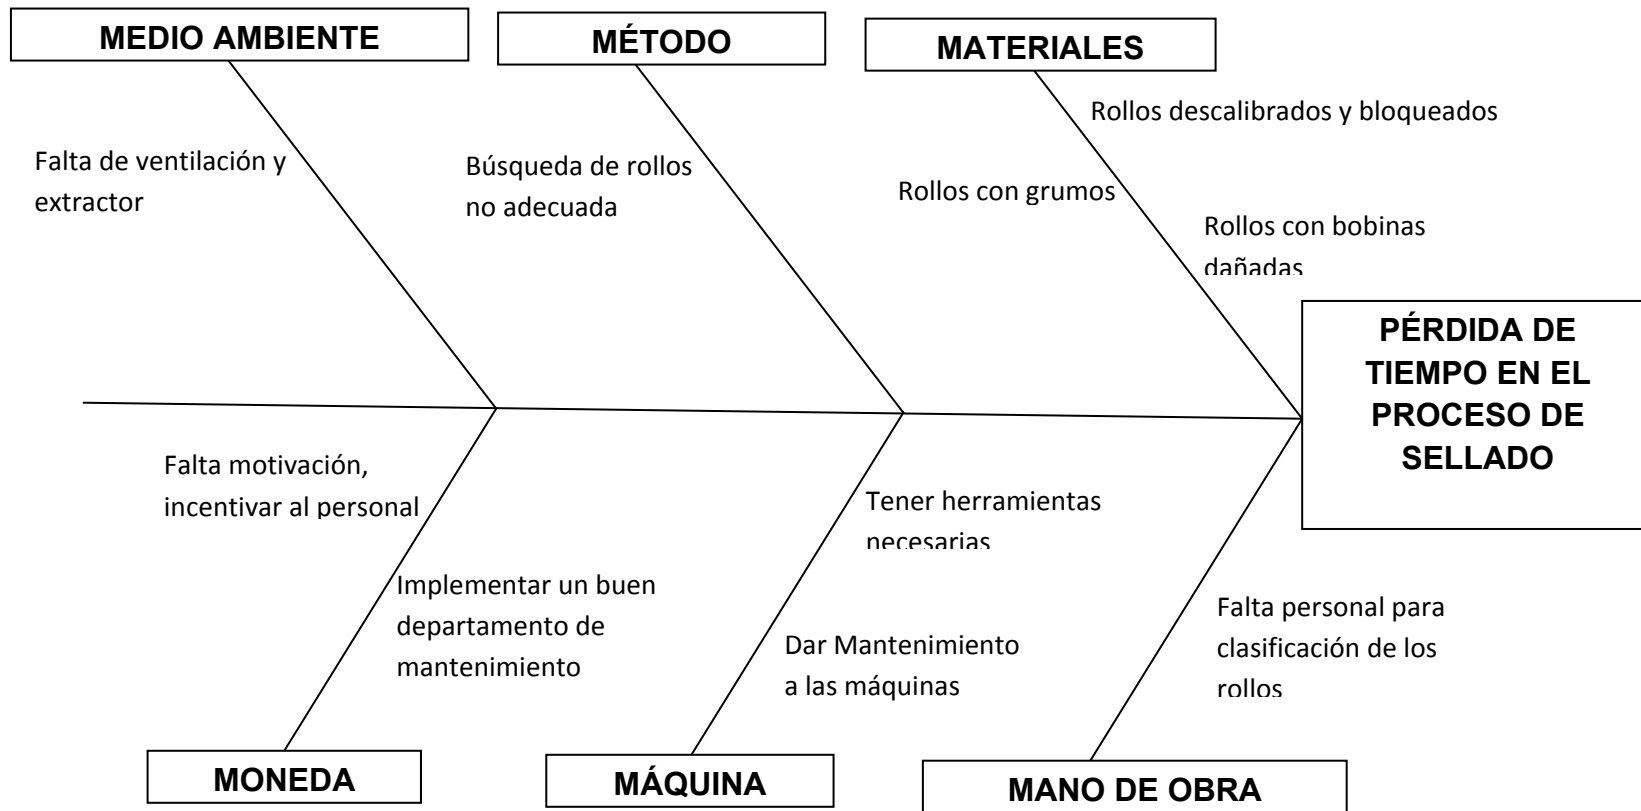 MEDIO AMBIENTE
MÉTODO
MATERIALES
Rollos descalibrados y bloqueados
Falta de ventilación y
extractor
Búsqueda de rollos
no adecuada
Rollos con grumos
Rollos con bobinas
dañadas
PÉRDIDA DE
TIEMPO EN EL
PROCESO DE
SELLADO
Falta motivación,
incentivar al personal
Tener herramientas
necesarias
Implementar un buen
departamento de
mantenimiento
Dar Mantenimiento
a las máquinas
Falta personal para
clasificación de los
rollos
MONEDA
MÁQUINA
MANO DE OBRA